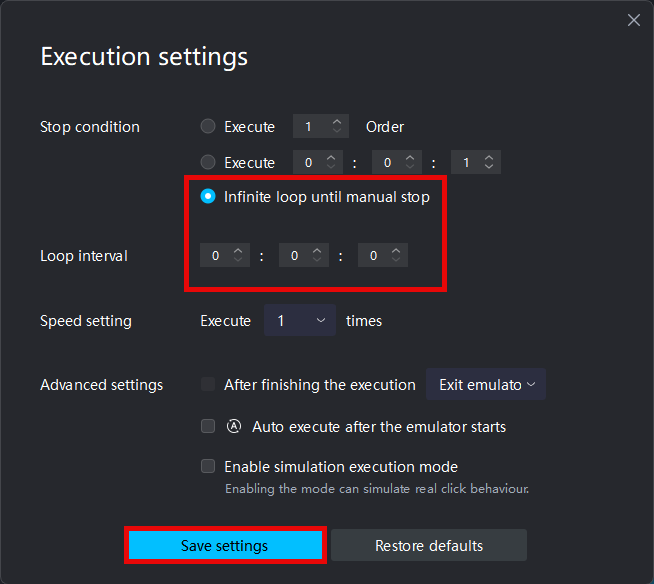 Execution settings
Stop condition Execute 1 Order
Execute 0 : 0 : 1
Infinite loop until manual stop
Loop interval 0 : 0 : 0
Speed setting Execute 1 times
Advanced settings After finishing the execution Exit emulato
A Auto execute after the emulator starts
Enable simulation execution mode
Enabling the mode can simulate real click behaviour.
Save settings Restore defaults